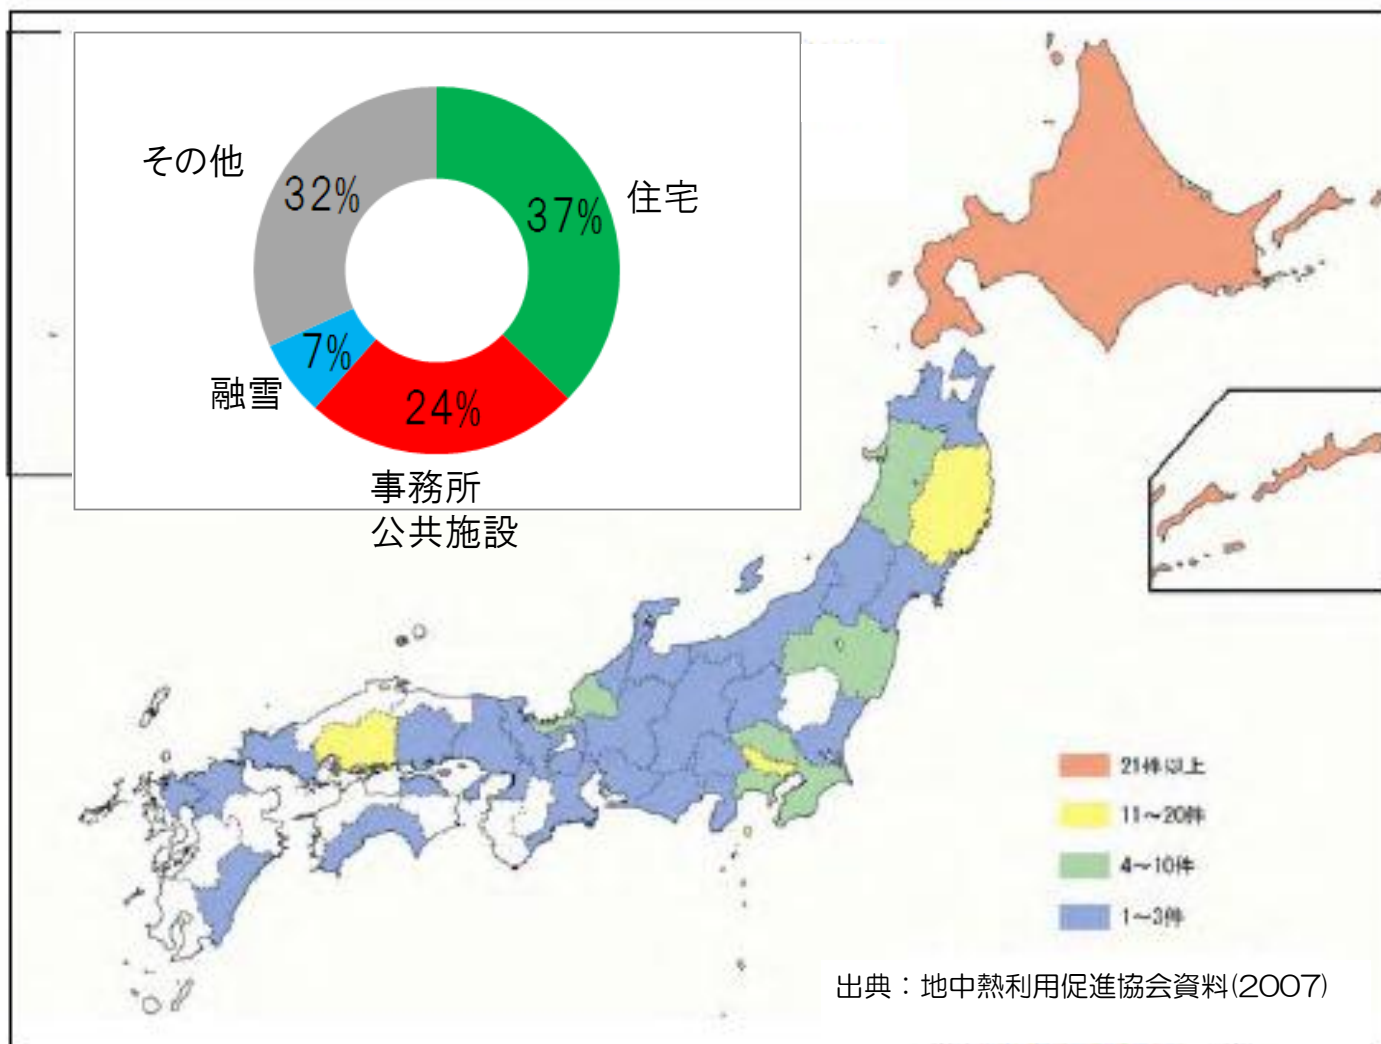 その他
32%
37%
住宅
7%
融雪
24%
事務所
公共施設
21件以上
11～20件
4～10件
1～3件
出典：地中熱利用促進協会資料(2007)